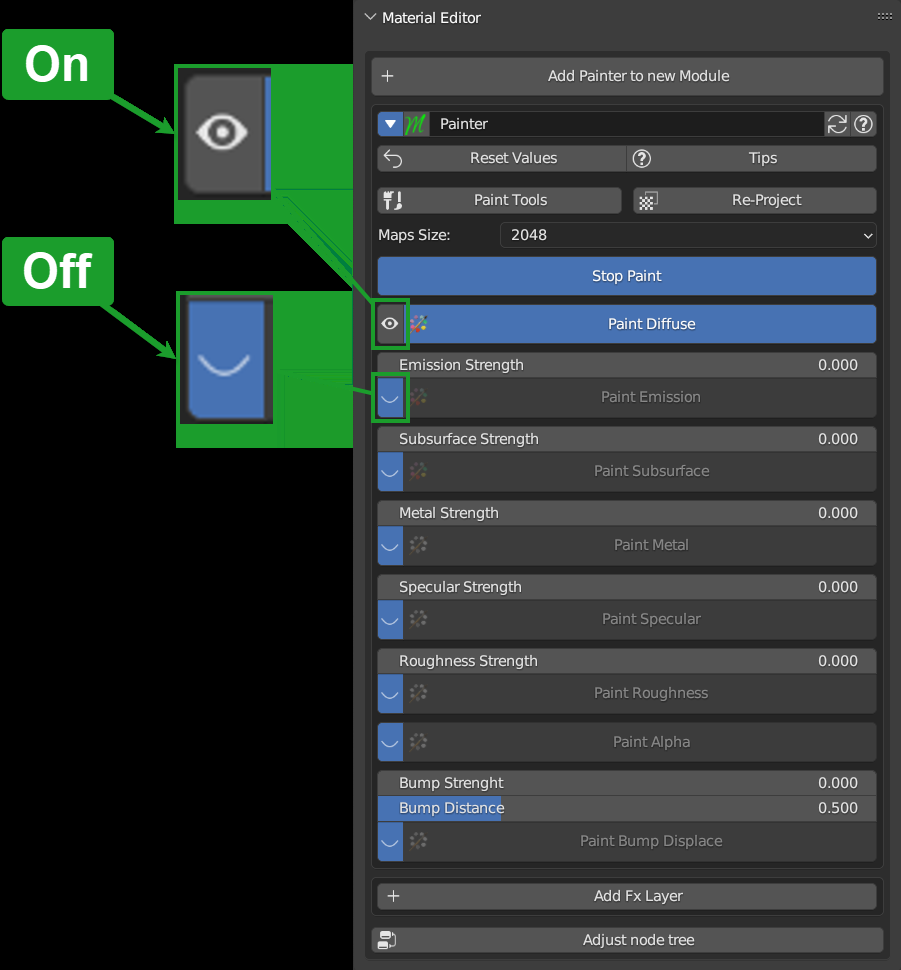 Material Editor
On
Add Painter to new Module
Painter
Reset Values
Tips
Paint Tools
Re-Project
Maps Size: 2048
Off
Stop Paint
Paint Diffuse
Emission Strength 0.000
Paint Emission
Subsurface Strength 0.000
Paint Subsurface
Metal Strength 0.000
Paint Metal
Specular Strength 0.000
Paint Specular
Roughness Strength 0.000
Paint Roughness
Paint Alpha
Bump Strenght 0.000
Bump Distance 0.500
Paint Bump Displace
Add Fx Layer
Adjust node tree